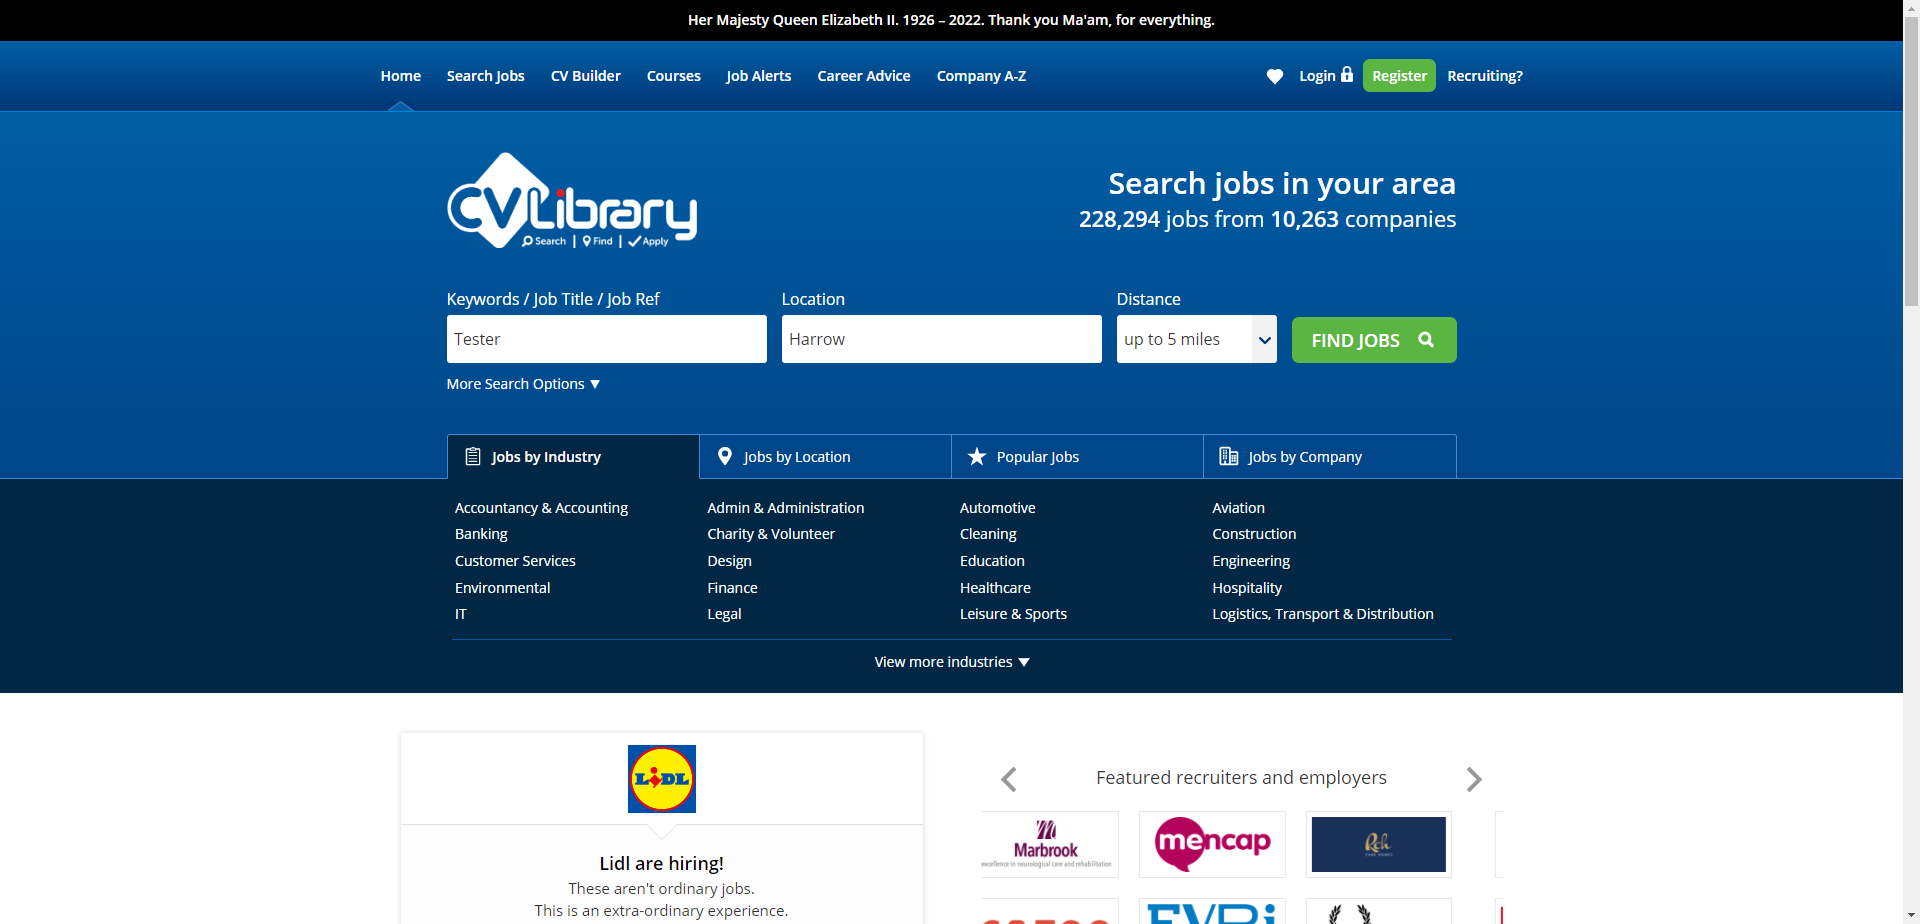 Her Majesty Queen Elizabeth II. 1926 – 2022. Thank you Ma'am, for everything.
Home Search Jobs CV Builder Courses Job Alerts Career Advice Company A-Z Login Register Recruiting?
CVLibrary
Search | Find | Apply
Search jobs in your area
228,294 jobs from 10,263 companies
Keywords / Job Title / Job Ref Location Distance
Tester Harrow up to 5 miles FIND JOBS
More Search Options ▼
Jobs by Industry Jobs by Location Popular Jobs Jobs by Company
Accountancy & Accounting Admin & Administration Automotive Aviation
Banking Charity & Volunteer Cleaning Construction
Customer Services Design Education Engineering
Environmental Finance Healthcare Hospitality
IT Legal Leisure & Sports Logistics, Transport & Distribution
View more industries ▼
LIDL
Lidl are hiring!
These aren't ordinary jobs.
This is an extra-ordinary experience.
Featured recruiters and employers
Marbrook
excellence in neurological care and rehabilitation
mencap
Rch
CARE HOMES
EVRi